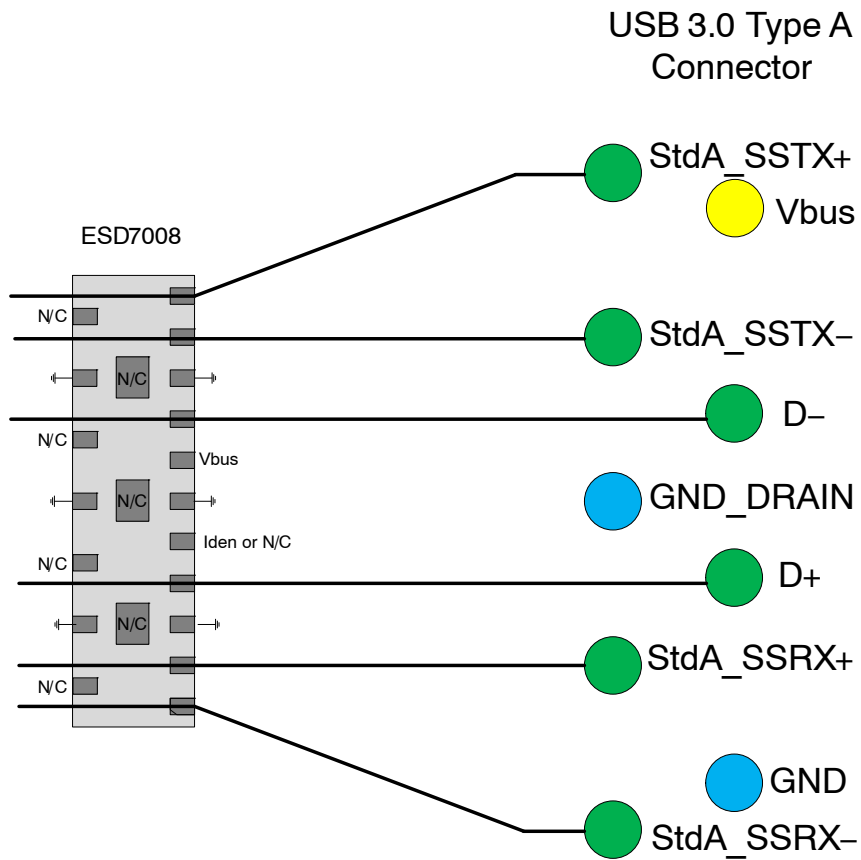 USB 3.0 Type A
Connector
StdA_SSTX+
Vbus
ESD7008
N/C
StdA_SSTX–
N/C
D–
N/C
Vbus
N/C
GND_DRAIN
Iden or N/C
N/C
D+
N/C
StdA_SSRX+
N/C
GND
StdA_SSRX–